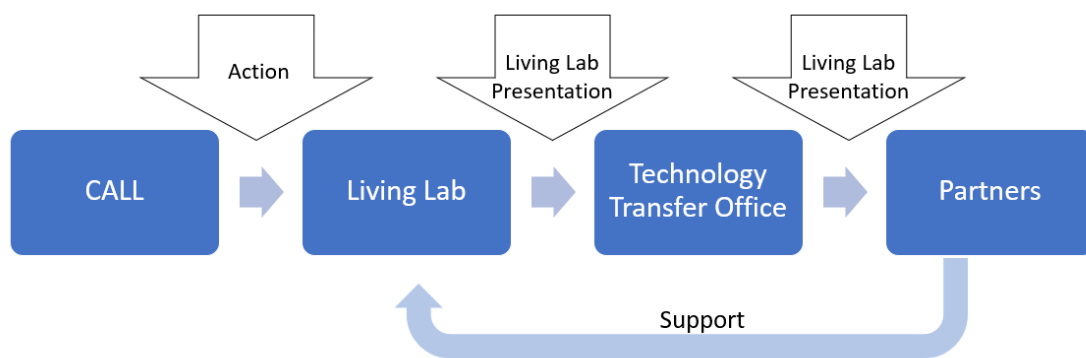 Action
Living Lab
Presentation
Living Lab
Presentation
CALL
Living Lab
Technology
Transfer Office
Partners
Support